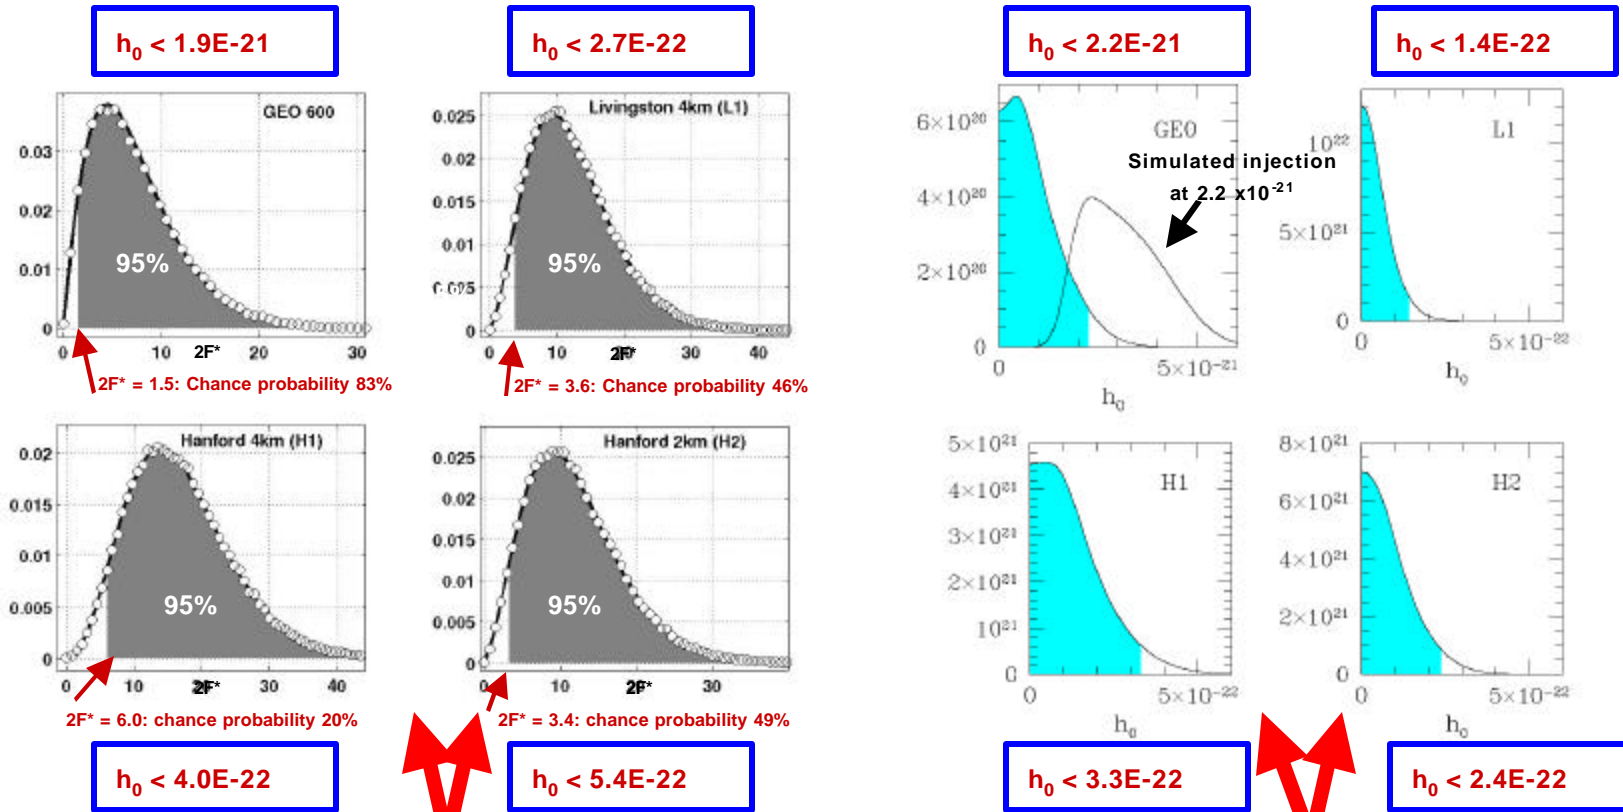 h0 < 1.9E-21
h0 < 2.7E-22
h0 < 2.2E-21
h0 < 1.4E-22
GEO 600
0.03
0.02
0.01
0
95%
0 10 20 30
2F*
2F* = 1.5: Chance probability 83%
Livingston 4km (L1)
0.025
0.02
0.015
0.01
0
95%
0 10 20 30 40
2F*
2F* = 3.6: Chance probability 46%
GEO
6×10^20
4×10^20
2×10^20
0
Simulated injection
at 2.2 x10^-21
0 5×10^-21
h0
L1
10^22
5×10^21
0
0 5×10^-22
h0
Hanford 4km (H1)
0.02
0.015
0.01
0.005
0
95%
0 10 20 30 40
2F*
2F* = 6.0: chance probability 20%
Hanford 2km (H2)
0.025
0.02
0.015
0.01
0.005
0
95%
0 10 20 30
2F*
2F* = 3.4: chance probability 49%
H1
5×10^21
4×10^21
3×10^21
2×10^21
10^21
0
0 5×10^-22
h0
H2
8×10^21
6×10^21
4×10^21
2×10^21
0
0 5×10^-22
h0
h0 < 4.0E-22
h0 < 5.4E-22
h0 < 3.3E-22
h0 < 2.4E-22